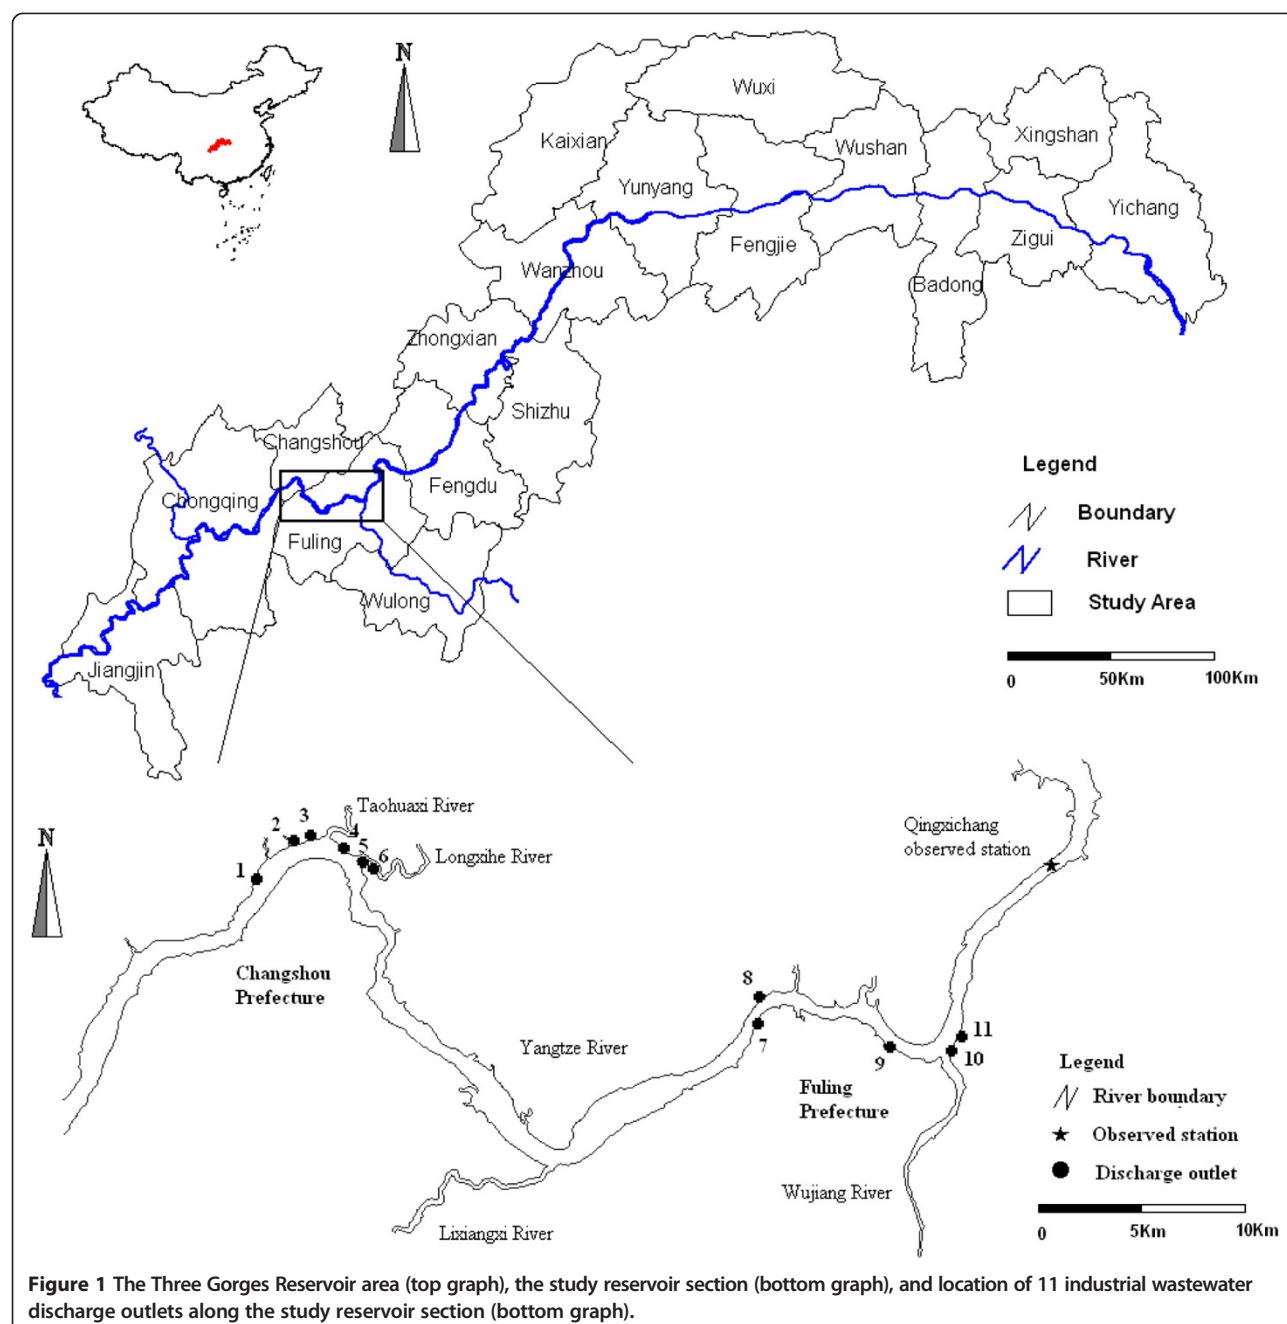 N
Wuxi
Kaixian
Xingshan
Wushan
Yunyang
Yichang
Fengjie
Zigui
Wanzhou
Badong
Zhongxian
Shizhu
Changshou
Fengdu
Chongqing
Fuling
Wulong
Jiangjin
Legend
Boundary
River
Study Area
0 50Km 100Km
N
Taohuaxi River
2 3 4
5 6
1
Longxihe River
Qingxichang
observed station
Changshou
Prefecture
8
7
11
10
9
Yangtze River
Fuling
Prefecture
Wujiang River
Lixiangxi River
Legend
River boundary
Observed station
Discharge outlet
0 5Km 10Km
Figure 1 The Three Gorges Reservoir area (top graph), the study reservoir section (bottom graph), and location of 11 industrial wastewater
discharge outlets along the study reservoir section (bottom graph).